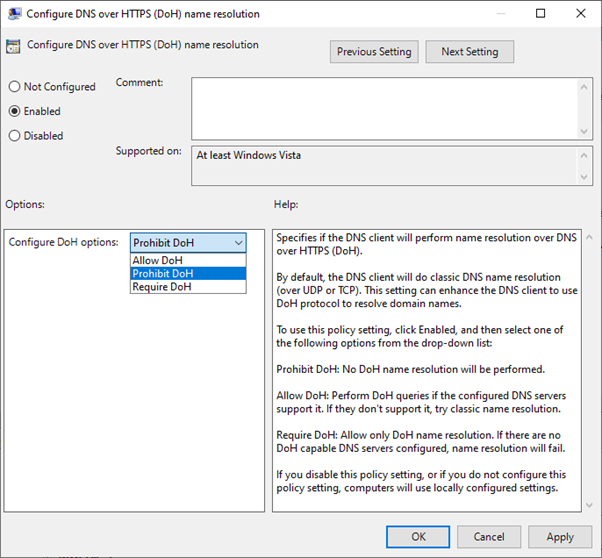 Configure DNS over HTTPS (DoH) name resolution
Configure DNS over HTTPS (DoH) name resolution
Previous Setting
Next Setting
Not Configured
Enabled
Disabled
Comment:
Supported on:
At least Windows Vista
Options:
Help:
Configure DoH options:
Prohibit DoH
Allow DoH
Prohibit DoH
Require DoH
Specifies if the DNS client will perform name resolution over DNS
over HTTPS (DoH).
By default, the DNS client will do classic DNS name resolution
(over UDP or TCP). This setting can enhance the DNS client to use
DoH protocol to resolve domain names.
To use this policy setting, click Enabled, and then select one of
the following options from the drop-down list:
Prohibit DoH: No DoH name resolution will be performed.
Allow DoH: Perform DoH queries if the configured DNS servers
support it. If they don't support it, try classic name resolution.
Require DoH: Allow only DoH name resolution. If there are no
DoH capable DNS servers configured, name resolution will fail.
If you disable this policy setting, or if you do not configure this
policy setting, computers will use locally configured settings.
OK
Cancel
Apply